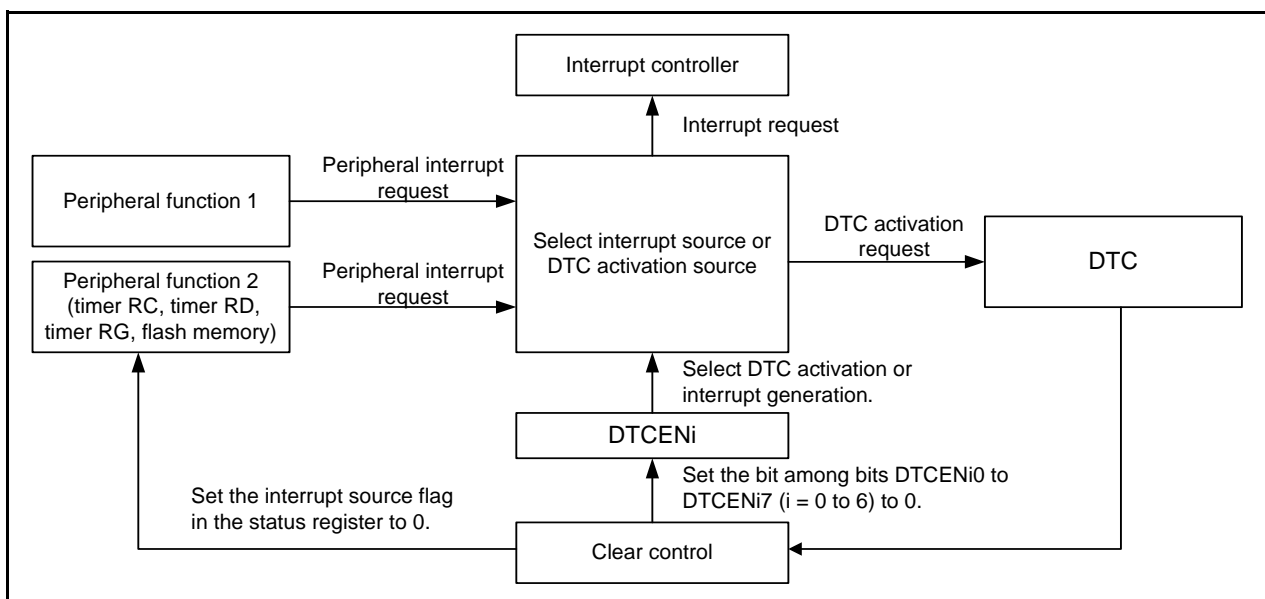 Interrupt controller
Interrupt request
Peripheral function 1
Peripheral interrupt
request
Select interrupt source or
DTC activation source
DTC activation
request
DTC
Peripheral function 2
(timer RC, timer RD,
timer RG, flash memory)
Peripheral interrupt
request
Select DTC activation or
interrupt generation.
DTCENi
Set the interrupt source flag
in the status register to 0.
Set the bit among bits DTCENi0 to
DTCENi7 (i = 0 to 6) to 0.
Clear control